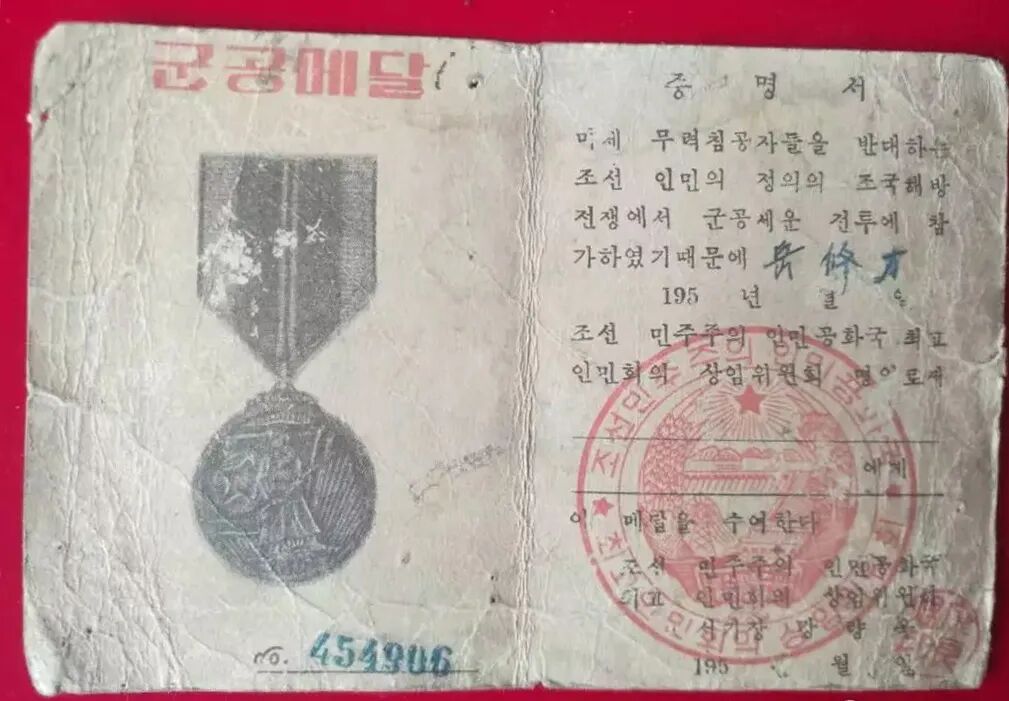 군공메달
No. 454906
증명서
미제 무력침공자들을 반대하는
조선 인민의 정의의 조국해방
전쟁에서 군공세운 전투에 참
가하였기때문에 岳修才
195 년 월
조선 민주주의 인민공화국 최고
인민회의 상임위원회 명의로써
에게
이 메달을 수여한다
조선 민주주의 인민공화국
최고 인민회의 상임위원회
서기장 강 량 욱
195 월 일